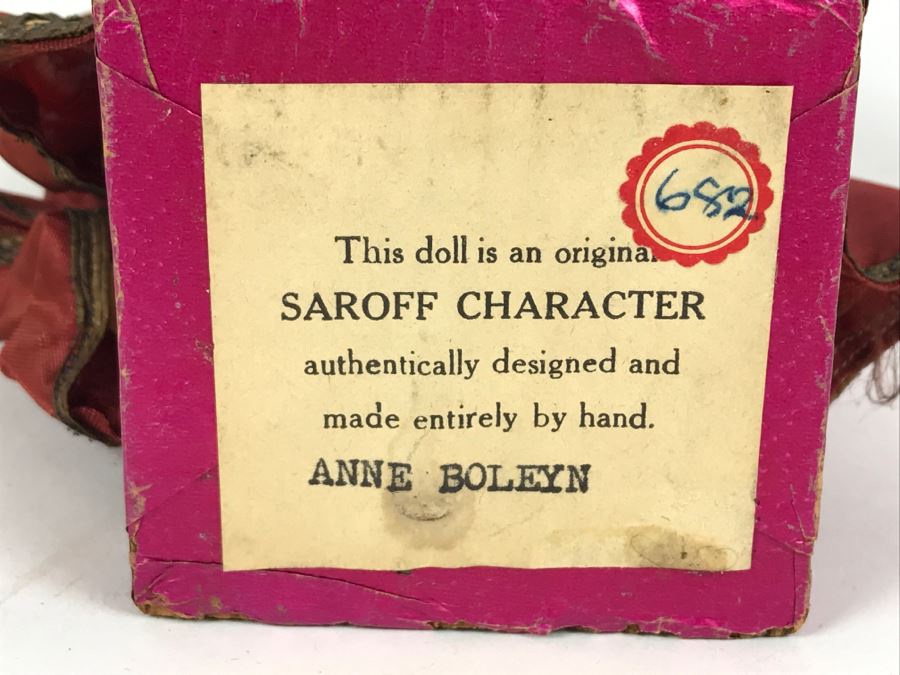 682
This doll is an original
SAROFF CHARACTER
authentically designed and
made entirely by hand.
ANNE BOLEYN